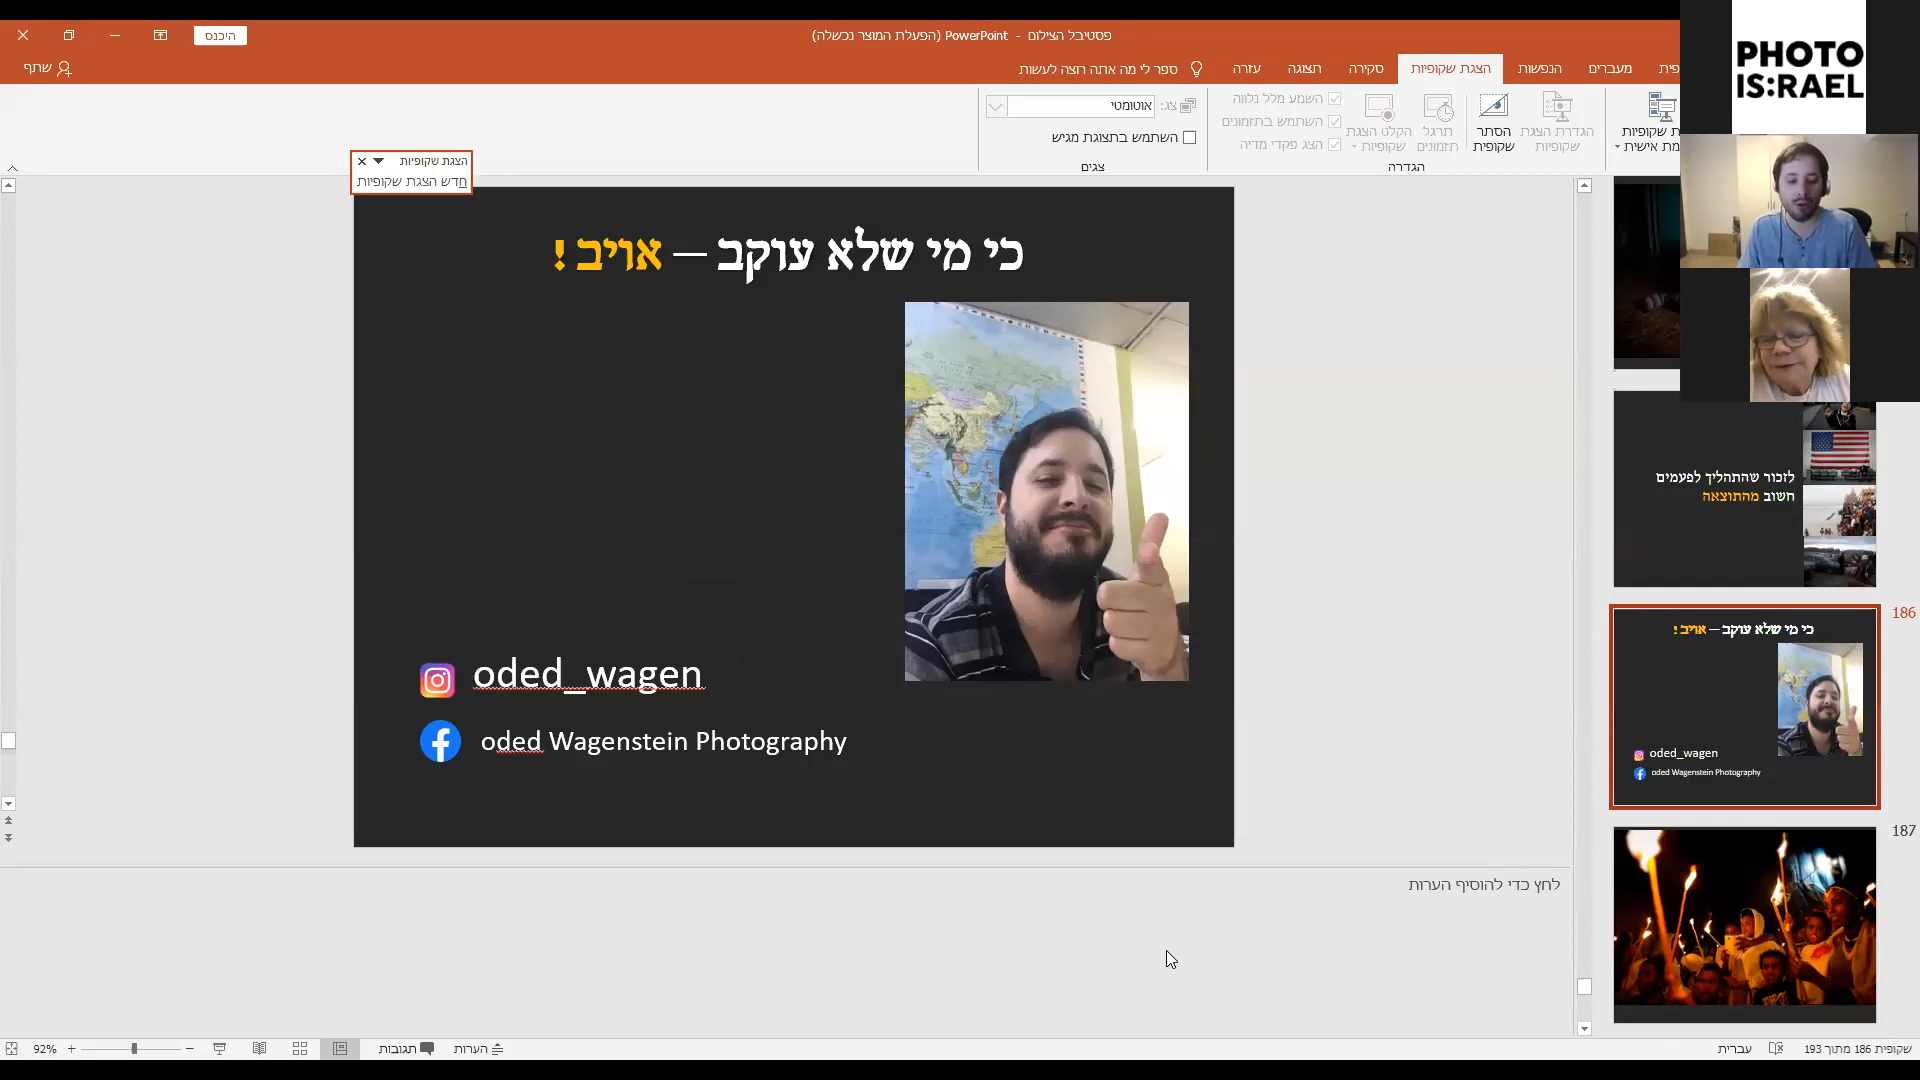 פסטיבל הצילום - PowerPoint (הפעלת המוצר נכשלה)
היכנס
PHOTO
IS:RAEL
מעברים
הנפשות
הצגת שקופיות
סקירה
תצוגה
עזרה
ספר לי מה אתה רוצה לעשות
שתף
הגדרת הצגת
שקופיות
הסתר
שקופית
תרגל
תזמונים
הקלט הצגת
שקופיות
השמע מלל נלווה
השתמש בתזמונים
הצג פקדי מדיה
הגדרה
צג:
אוטומטי
השתמש בתצוגת מגיש
צגים
הצגת שקופיות
חדש הצגת שקופיות
כי מי שלא עוקב – אויב !
oded_wagen
oded Wagenstein Photography
לזכור שהתהליך לפעמים
חשוב מהתוצאה
186
כי מי שלא עוקב – אויב !
oded_wagen
oded Wagenstein Photography
187
לחץ כדי להוסיף הערות
שקופית 186 מתוך 193
עברית
הערות
תגובות
92%